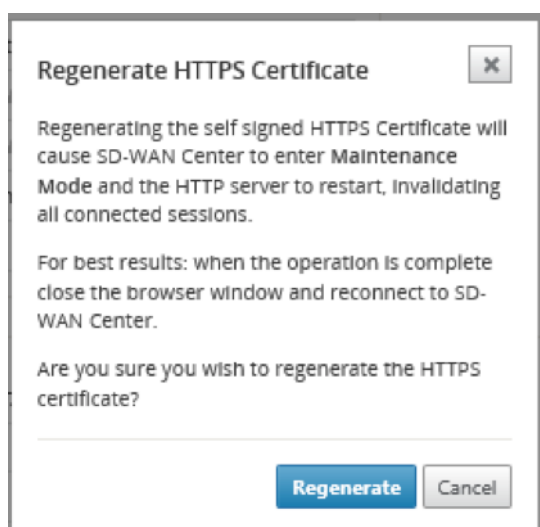 Regenerate HTTPS Certificate
Regenerating the self signed HTTPS Certificate will
cause SD-WAN Center to enter Maintenance
Mode and the HTTP server to restart, invalidating
all connected sessions.
For best results: when the operation is complete
close the browser window and reconnect to SD-
WAN Center.
Are you sure you wish to regenerate the HTTPS
certificate?
Regenerate Cancel